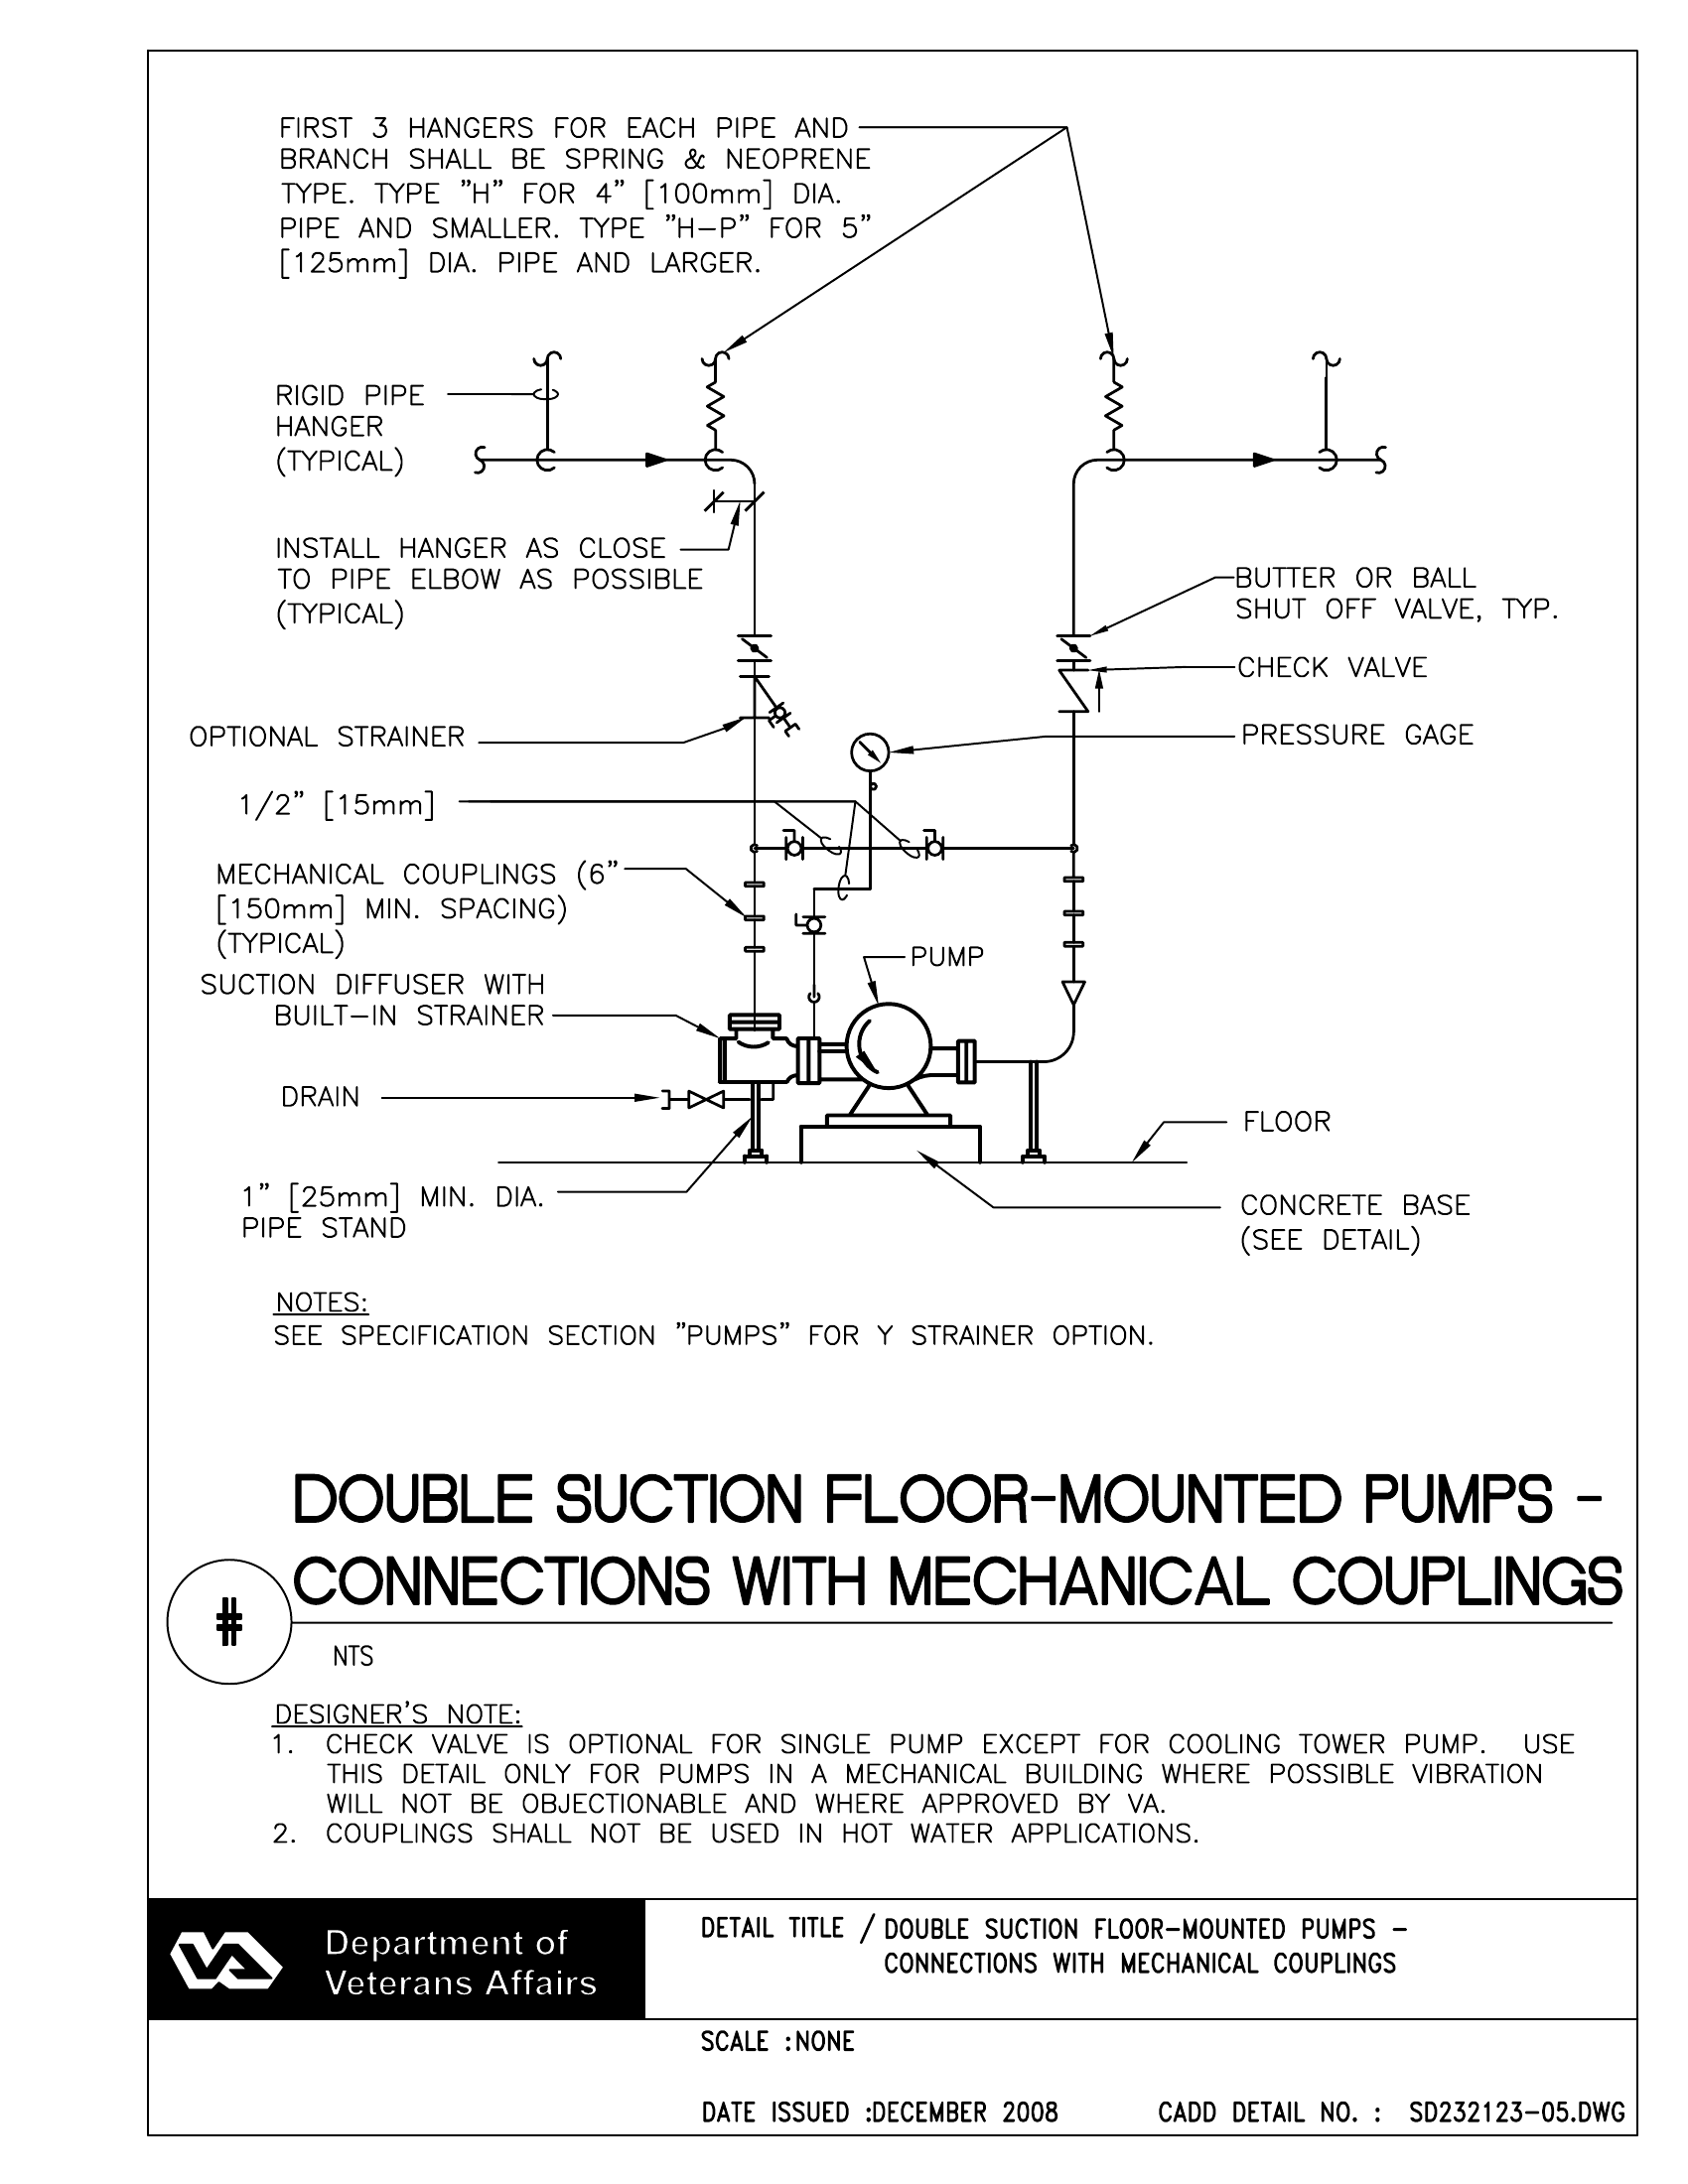 FIRST 3 HANGERS FOR EACH PIPE AND
BRANCH SHALL BE SPRING & NEOPRENE
TYPE. TYPE "H" FOR 4" [100mm] DIA.
PIPE AND SMALLER. TYPE "H-P" FOR 5"
[125mm] DIA. PIPE AND LARGER.
RIGID PIPE
HANGER
(TYPICAL)
INSTALL HANGER AS CLOSE
TO PIPE ELBOW AS POSSIBLE
(TYPICAL)
BUTTER OR BALL
SHUT OFF VALVE, TYP.
CHECK VALVE
OPTIONAL STRAINER
PRESSURE GAGE
1/2" [15mm]
MECHANICAL COUPLINGS (6"
[150mm] MIN. SPACING)
(TYPICAL)
PUMP
SUCTION DIFFUSER WITH
BUILT-IN STRAINER
DRAIN
FLOOR
1" [25mm] MIN. DIA.
PIPE STAND
CONCRETE BASE
(SEE DETAIL)
NOTES:
SEE SPECIFICATION SECTION "PUMPS" FOR Y STRAINER OPTION.
DOUBLE SUCTION FLOOR-MOUNTED PUMPS -
CONNECTIONS WITH MECHANICAL COUPLINGS
#
NTS
DESIGNER'S NOTE:
1. CHECK VALVE IS OPTIONAL FOR SINGLE PUMP EXCEPT FOR COOLING TOWER PUMP. USE
THIS DETAIL ONLY FOR PUMPS IN A MECHANICAL BUILDING WHERE POSSIBLE VIBRATION
WILL NOT BE OBJECTIONABLE AND WHERE APPROVED BY VA.
2. COUPLINGS SHALL NOT BE USED IN HOT WATER APPLICATIONS.
VA
Department of
Veterans Affairs
DETAIL TITLE / DOUBLE SUCTION FLOOR-MOUNTED PUMPS -
CONNECTIONS WITH MECHANICAL COUPLINGS
SCALE :NONE
DATE ISSUED :DECEMBER 2008 CADD DETAIL NO. : SD232123-05.DWG